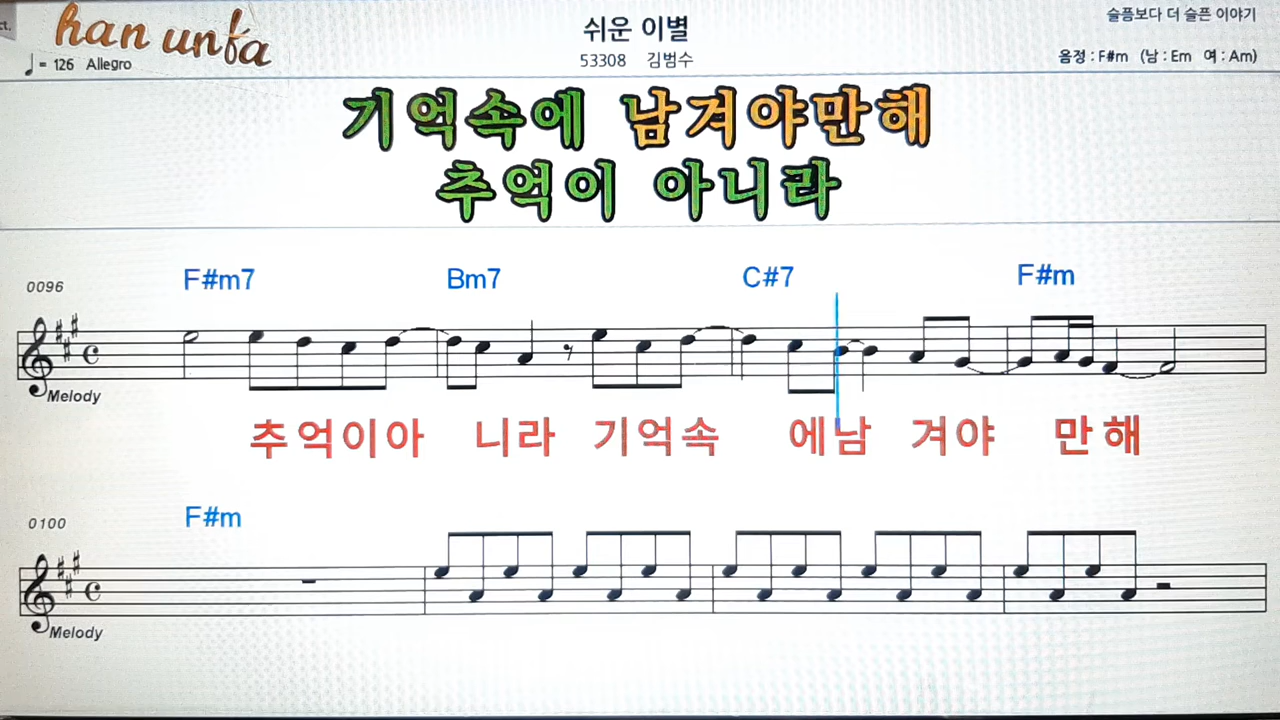 ct.
han unfa
♩= 126 Allegro
쉬운 이별
53308 김범수
슬픔보다 더 슬픈 이야기
음정 : F#m (남 : Em 여 : Am)
기억속에 남겨야만해
추억이 아니라
0096
F#m7 Bm7 C#7 F#m
Melody
추억이아 니라 기억속 에남 겨야 만해
0100
F#m
Melody